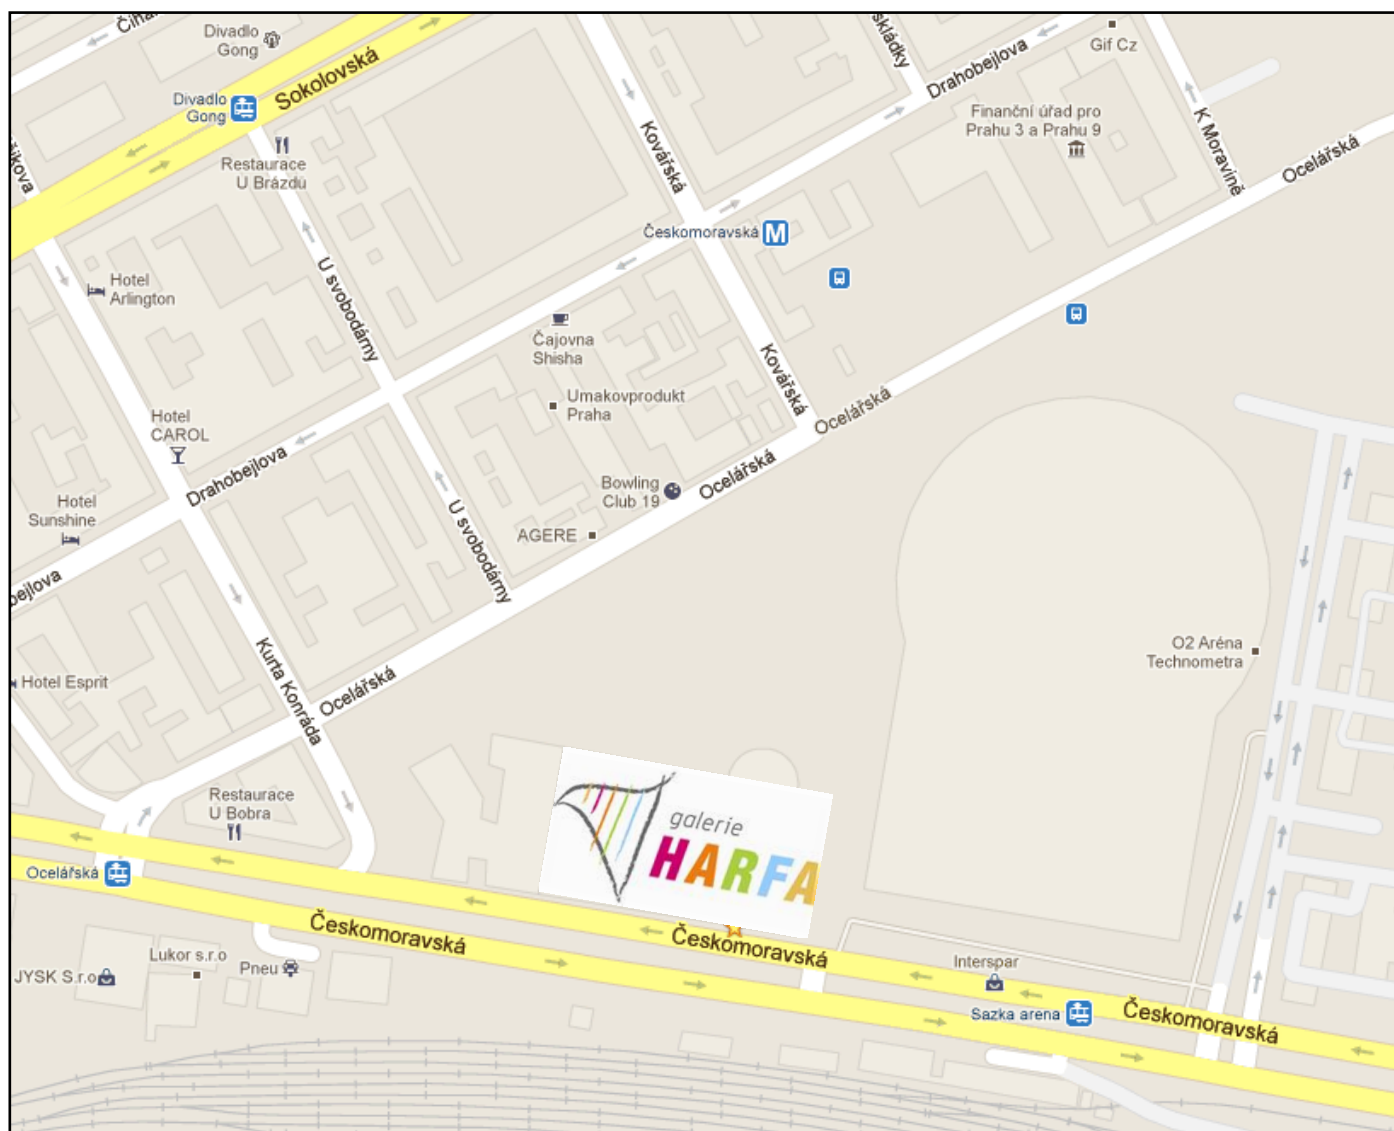 Divadlo
Gong
Gif Cz
Sokolovská
Drahobejlova
Divadlo
Gong
Finanční úřad pro
Prahu 3 a Prahu 9
K Moravině
Kovářská
Ocelářská
Restaurace
U Brázdů
Českomoravská M
Hotel
Arlington
U svobodárny
Čajovna
Shisha
Kovářská
Umakovprodukt
Praha
Ocelářská
Hotel
CAROL
Drahobejlova
Ocelářská
Bowling
Club 19
Hotel
Sunshine
U svobodárny
AGERE
bejlova
O2 Aréna
Technometra
Kurta Konráda
Hotel Esprit
Ocelářská
Restaurace
U Bobra
galerie
HARFA
Ocelářská
Českomoravská
Českomoravská
Lukor s.r.o
Pneu
JYSK S.r.o
Interspar
Sazka arena
Českomoravská